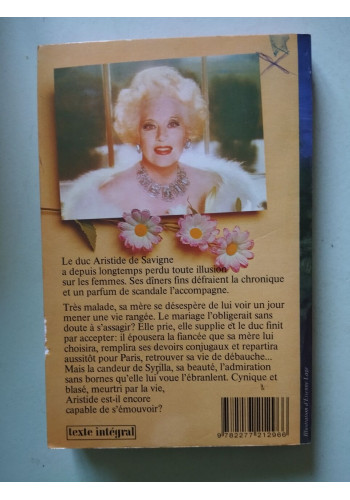 Le duc Aristide de Savigne
a depuis longtemps perdu toute illusion
sur les femmes. Ses dîners fins défraient la chronique
et un parfum de scandale l'accompagne.
Très malade, sa mère se désespère de lui voir un jour
mener une vie rangée. Le mariage l'obligerait sans
doute à s'assagir? Elle prie, elle supplie et le duc finit
par accepter: il épousera la fiancée que sa mère lui
choisira, remplira ses devoirs conjugaux et repartira
aussitôt pour Paris, retrouver sa vie de débauche...
Mais la candeur de Syrilla, sa beauté, l'admiration
sans bornes qu'elle lui voue l'ébranlent. Cynique et
blasé, meurtri par la vie,
Aristide est-il encore
capable de s'émouvoir?
texte intégral
9782277212966